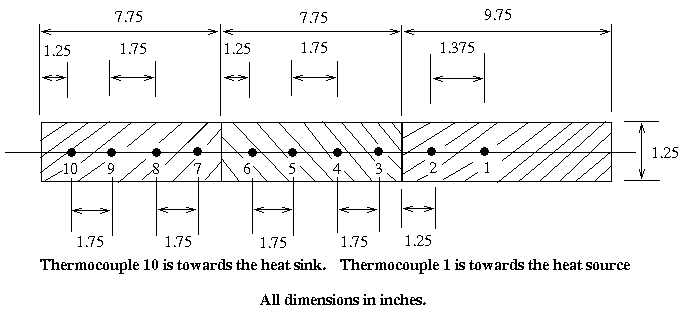 7.75 7.75 9.75
1.25 1.75 1.25 1.75 1.375
10 9 8 7 6 5 4 3 2 1
1.25
1.75 1.75 1.75 1.75 1.25
Thermocouple 10 is towards the heat sink. Thermocouple 1 is towards the heat source
All dimensions in inches.